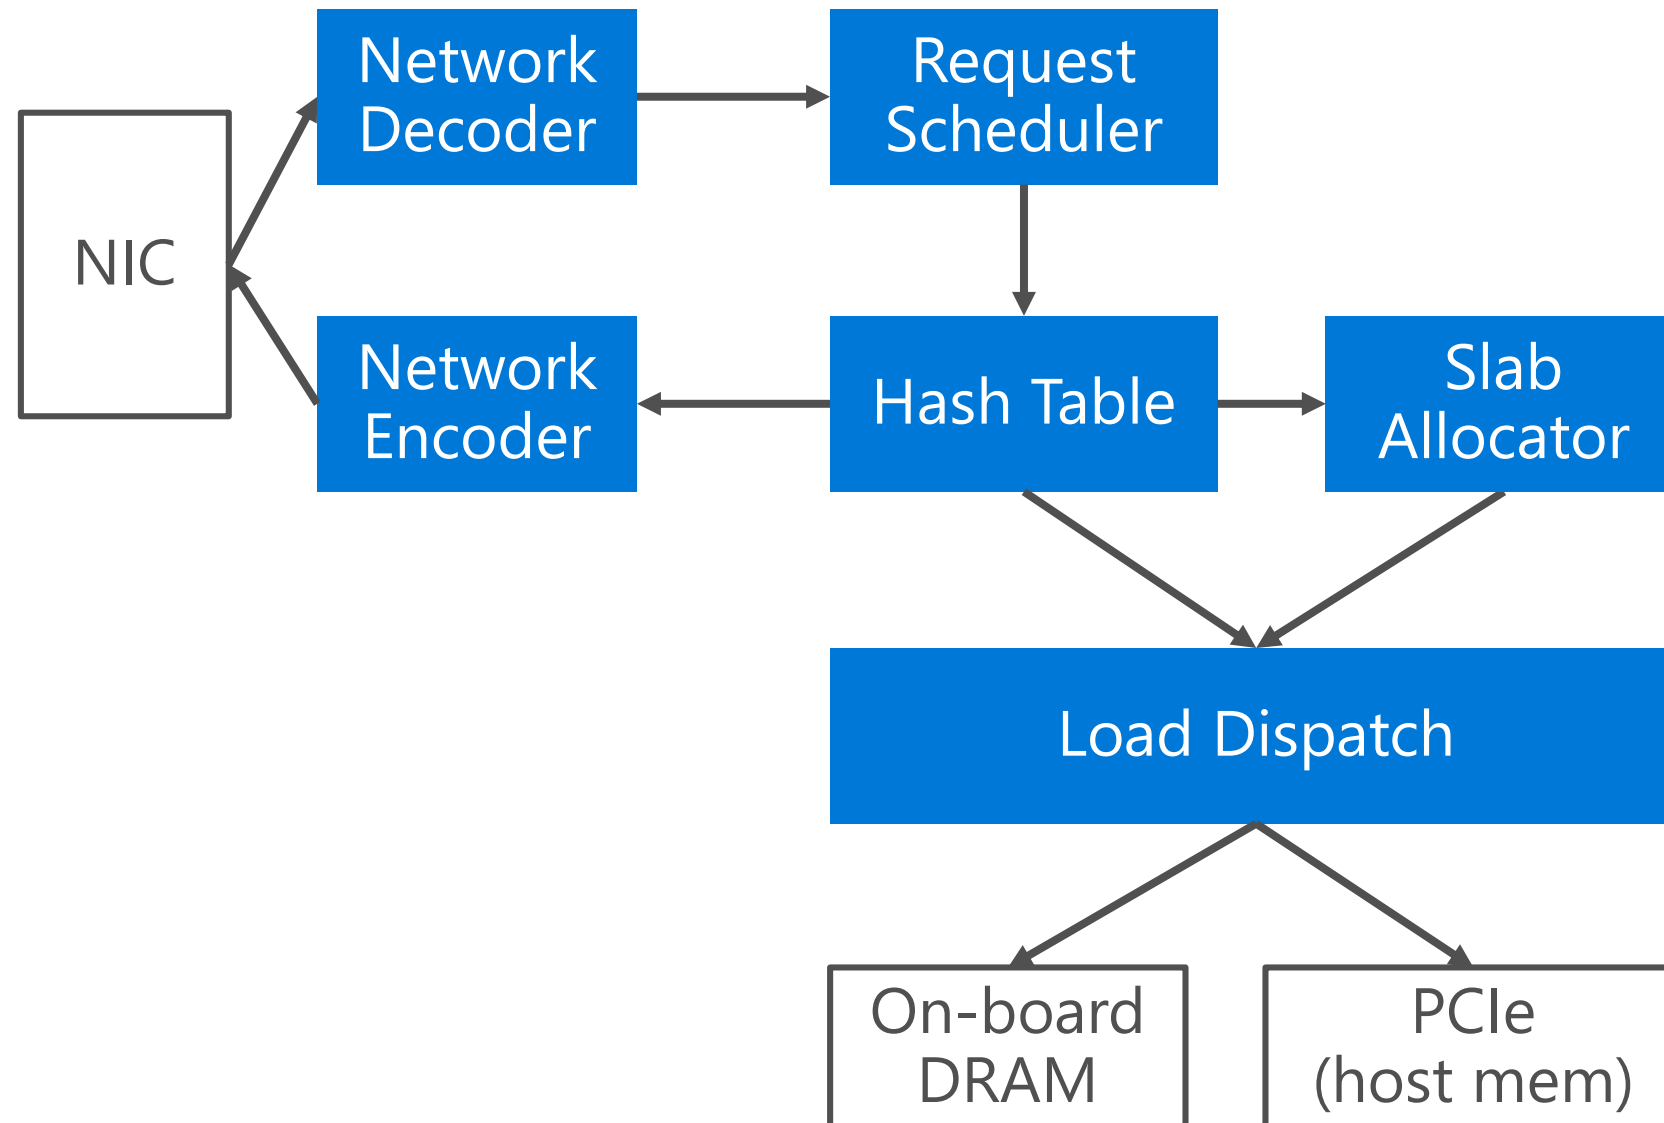 Network
Decoder
Request
Scheduler
NIC
Network
Encoder
Hash Table
Slab
Allocator
Load Dispatch
On-board
DRAM
PCIe
(host mem)